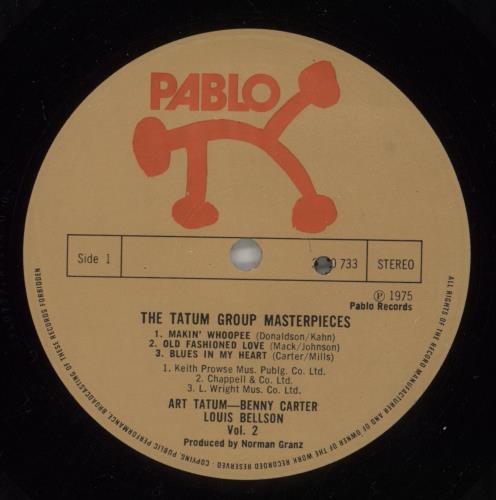 PABLO
Side 1
733
STEREO
Ⓟ 1975
Pablo Records
THE TATUM GROUP MASTERPIECES
1. MAKIN' WHOOPEE (Donaldson/Kahn)
2. OLD FASHIONED LOVE (Mack/Johnson)
3. BLUES IN MY HEART (Carter/Mills)
1. Keith Prowse Mus. Publg. Co. Ltd.
2. Chappell & Co. Ltd.
3. L. Wright Mus. Co. Ltd.
ART TATUM—BENNY CARTER
LOUIS BELLSON
Vol. 2
Produced by Norman Granz
ALL RIGHTS OF THE RECORD MANUFACTURER AND OF THE OWNER OF THE RECORDED WORK RESERVED · COPYING, PUBLIC PERFORMANCE, BROADCASTING OF THESE RECORDS FORBIDDEN